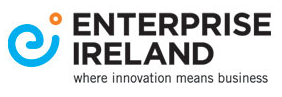 ENTERPRISE
IRELAND
where innovation means business